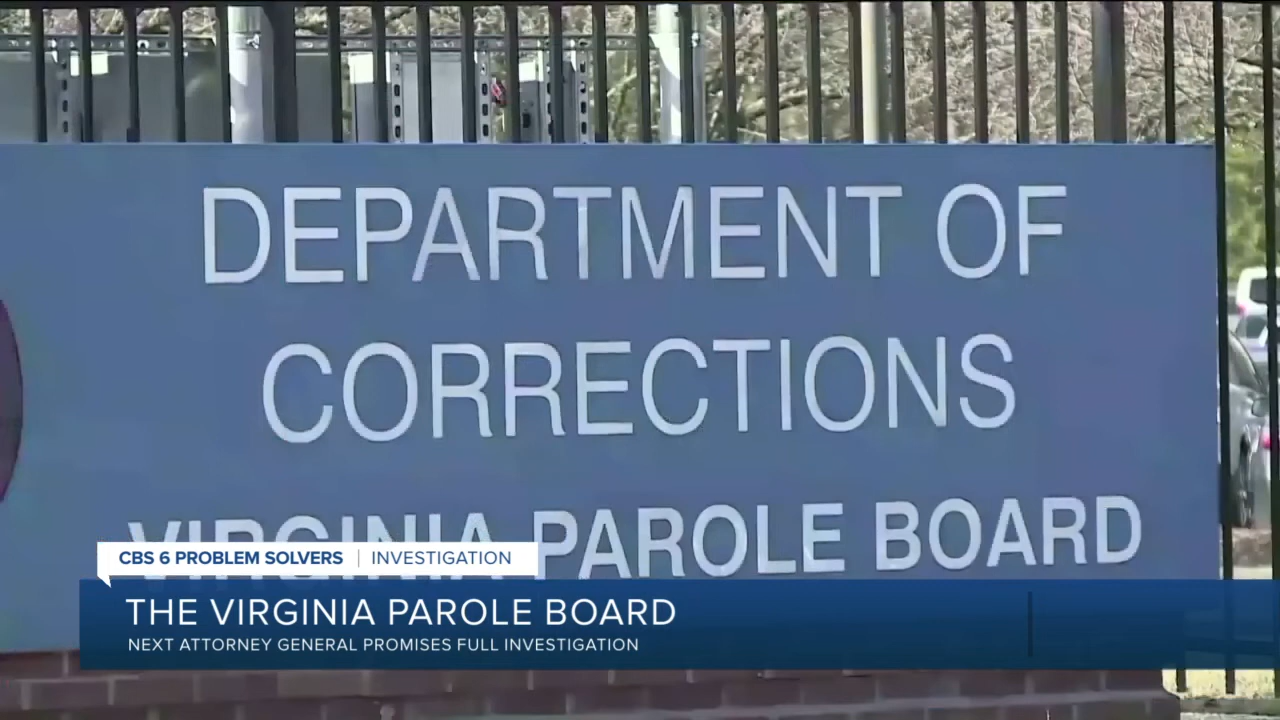 DEPARTMENT OF
CORRECTIONS
VIRGINIA PAROLE BOARD
CBS 6 PROBLEM SOLVERS | INVESTIGATION
THE VIRGINIA PAROLE BOARD
NEXT ATTORNEY GENERAL PROMISES FULL INVESTIGATION